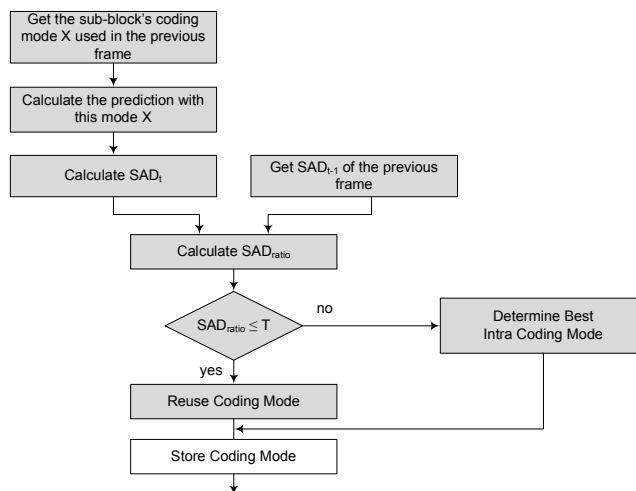 Get the sub-block's coding
mode X used in the previous
frame
Calculate the prediction with
this mode X
Calculate SADt
Get SADt-1 of the previous
frame
Calculate SADratio
SADratio ≤ T
no
Determine Best
Intra Coding Mode
yes
Reuse Coding Mode
Store Coding Mode